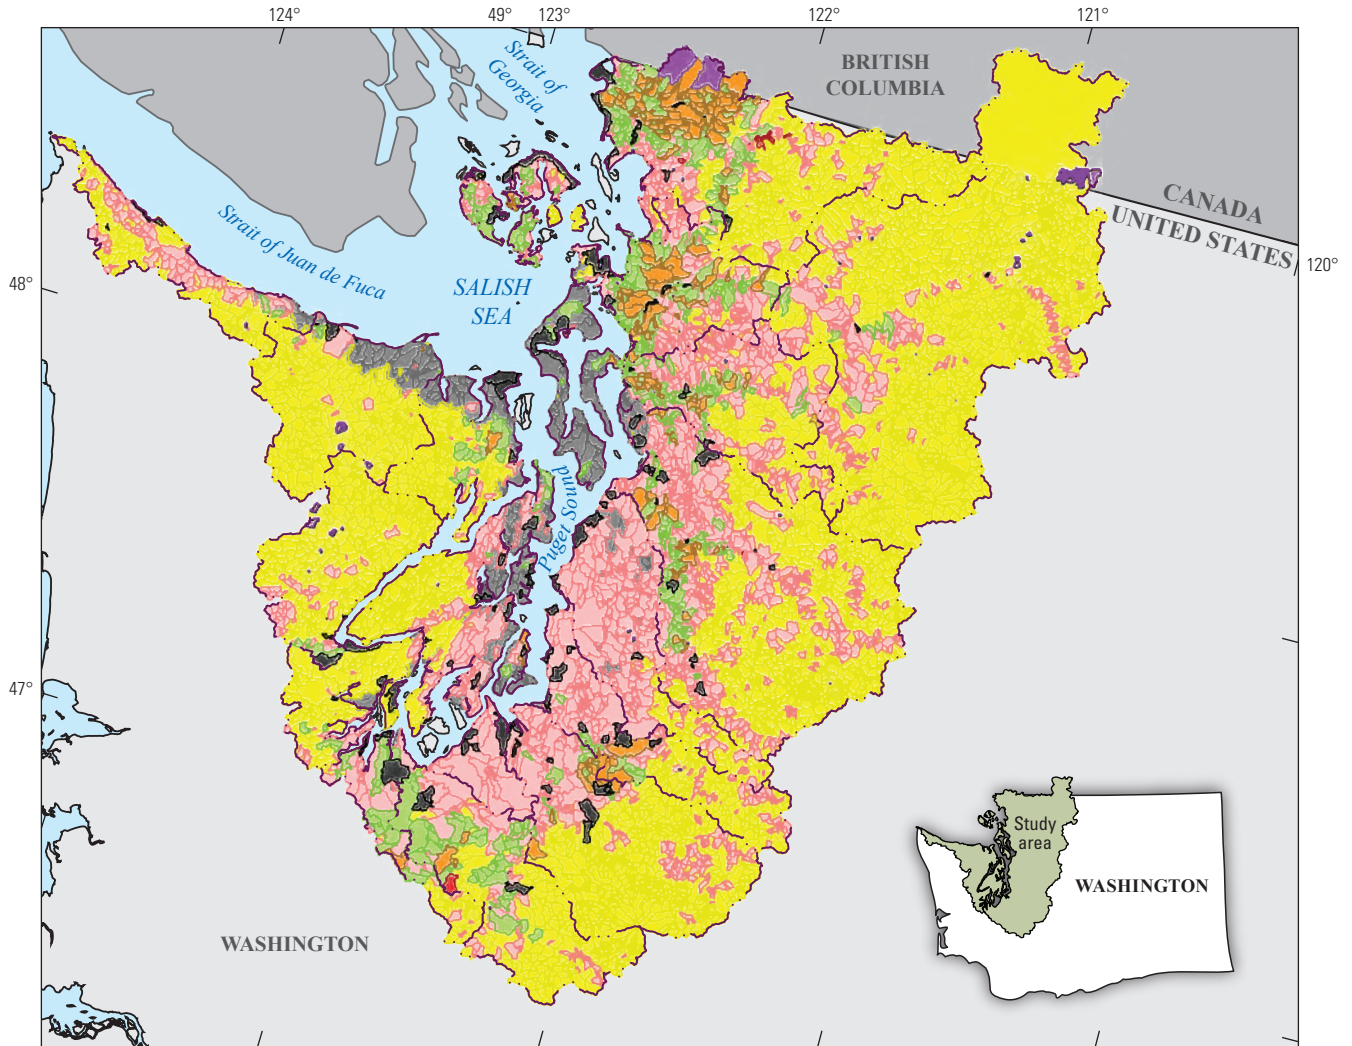 124°
49°
123°
122°
121°
Strait of
Georgia
BRITISH
COLUMBIA
CANADA
UNITED STATES
120°
Strait of Juan de Fuca
48°
SALISH
SEA
Puget Sound
47°
Study
area
WASHINGTON
WASHINGTON